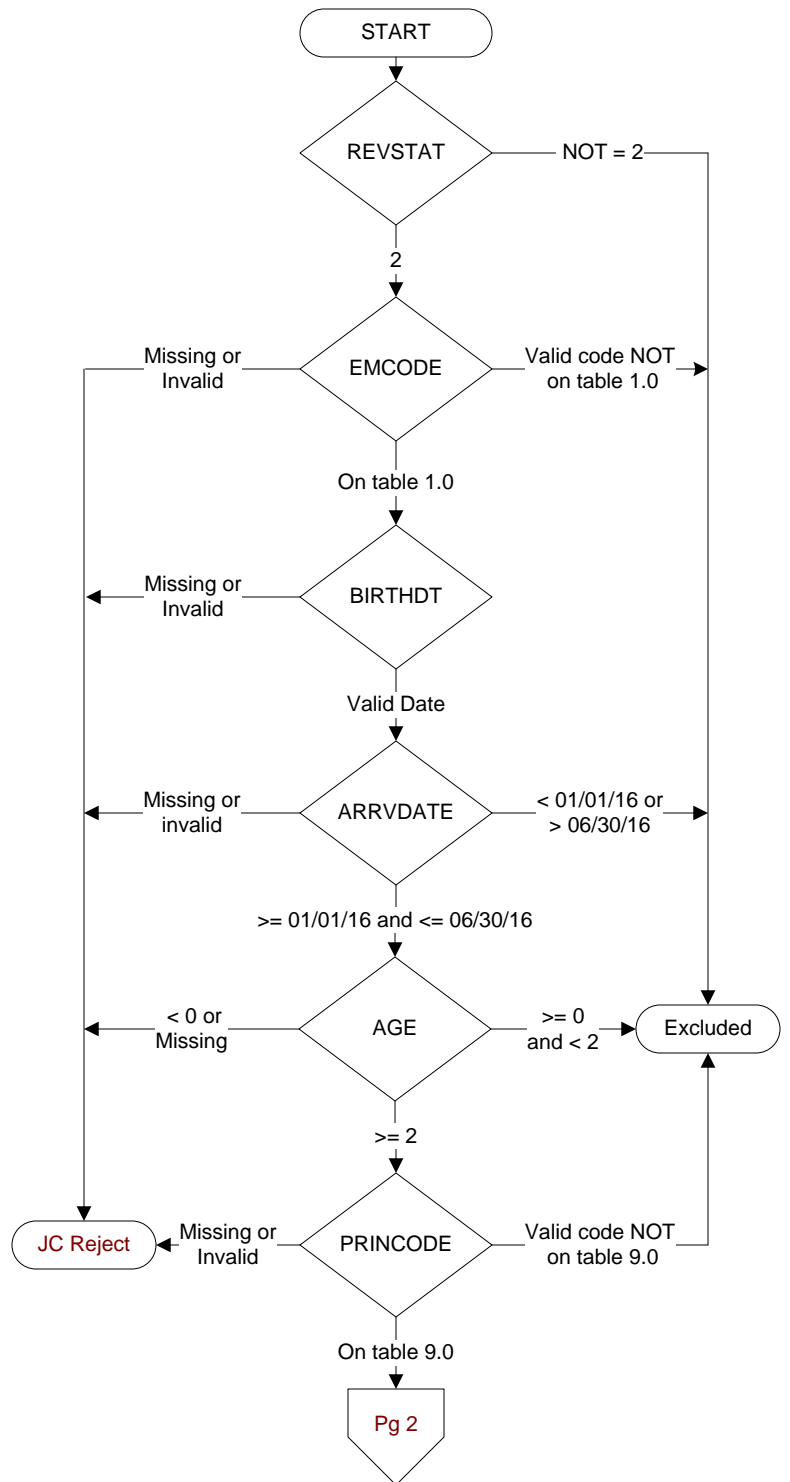 START
REVSTAT
NOT = 2
2
Missing or
Invalid
EMCODE
Valid code NOT
on table 1.0
On table 1.0
Missing or
Invalid
BIRTHDT
Valid Date
Missing or
invalid
ARRVDATE
< 01/01/16 or
> 06/30/16
>= 01/01/16 and <= 06/30/16
< 0 or
Missing
AGE
>= 0
and < 2
Excluded
>= 2
JC Reject
Missing or
Invalid
PRINCODE
Valid code NOT
on table 9.0
On table 9.0
Pg 2